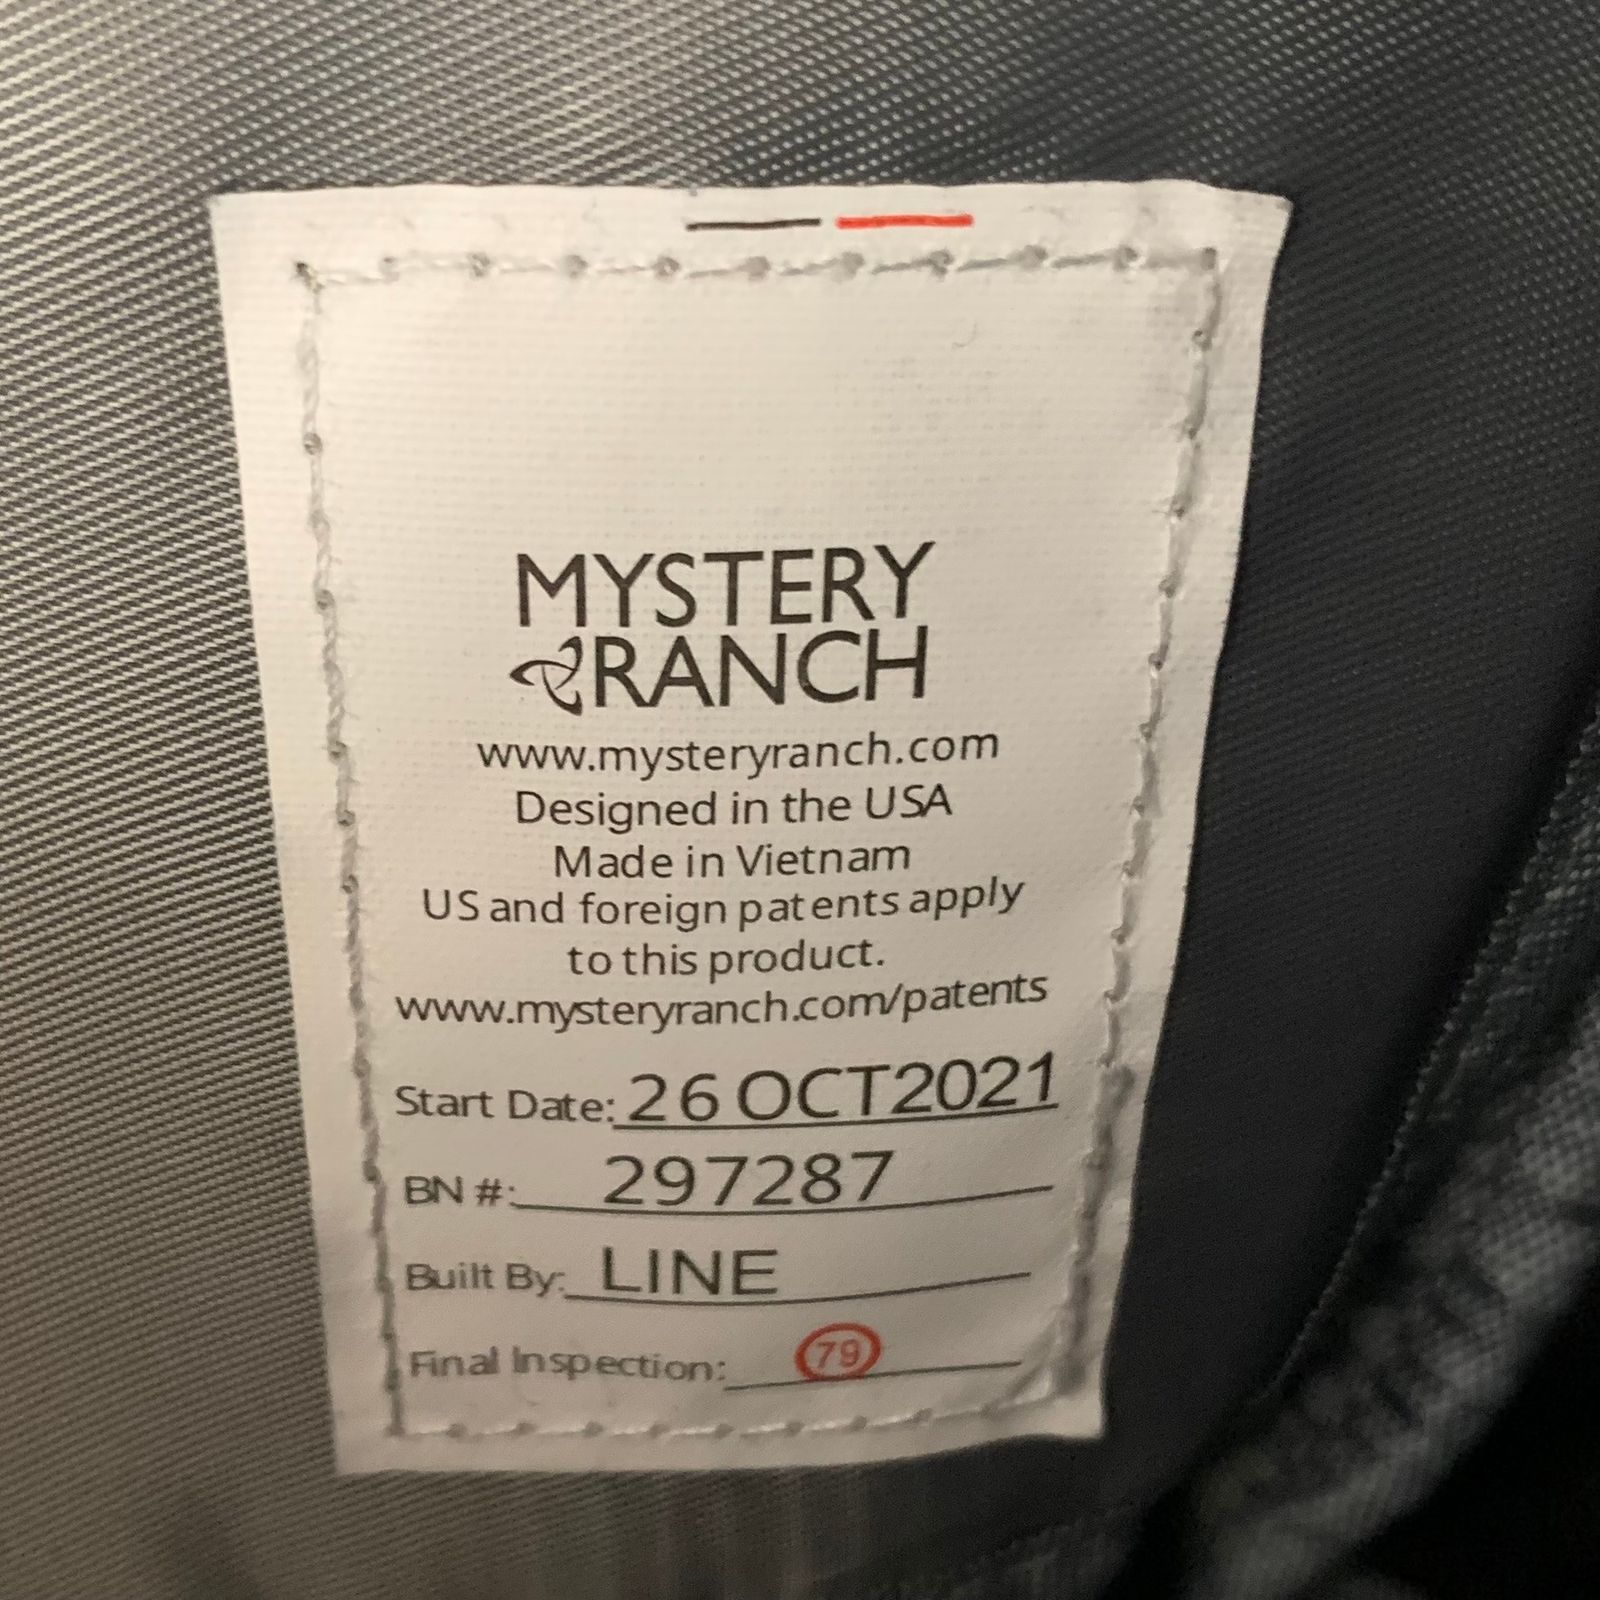 MYSTERY
RANCH
www.mysteryranch.com
Designed in the USA
Made in Vietnam
US and foreign patents apply
to this product.
www.mysteryranch.com/patents
Start Date: 26 OCT2021
BN #: 297287
Built By: LINE
Final Inspection: 79